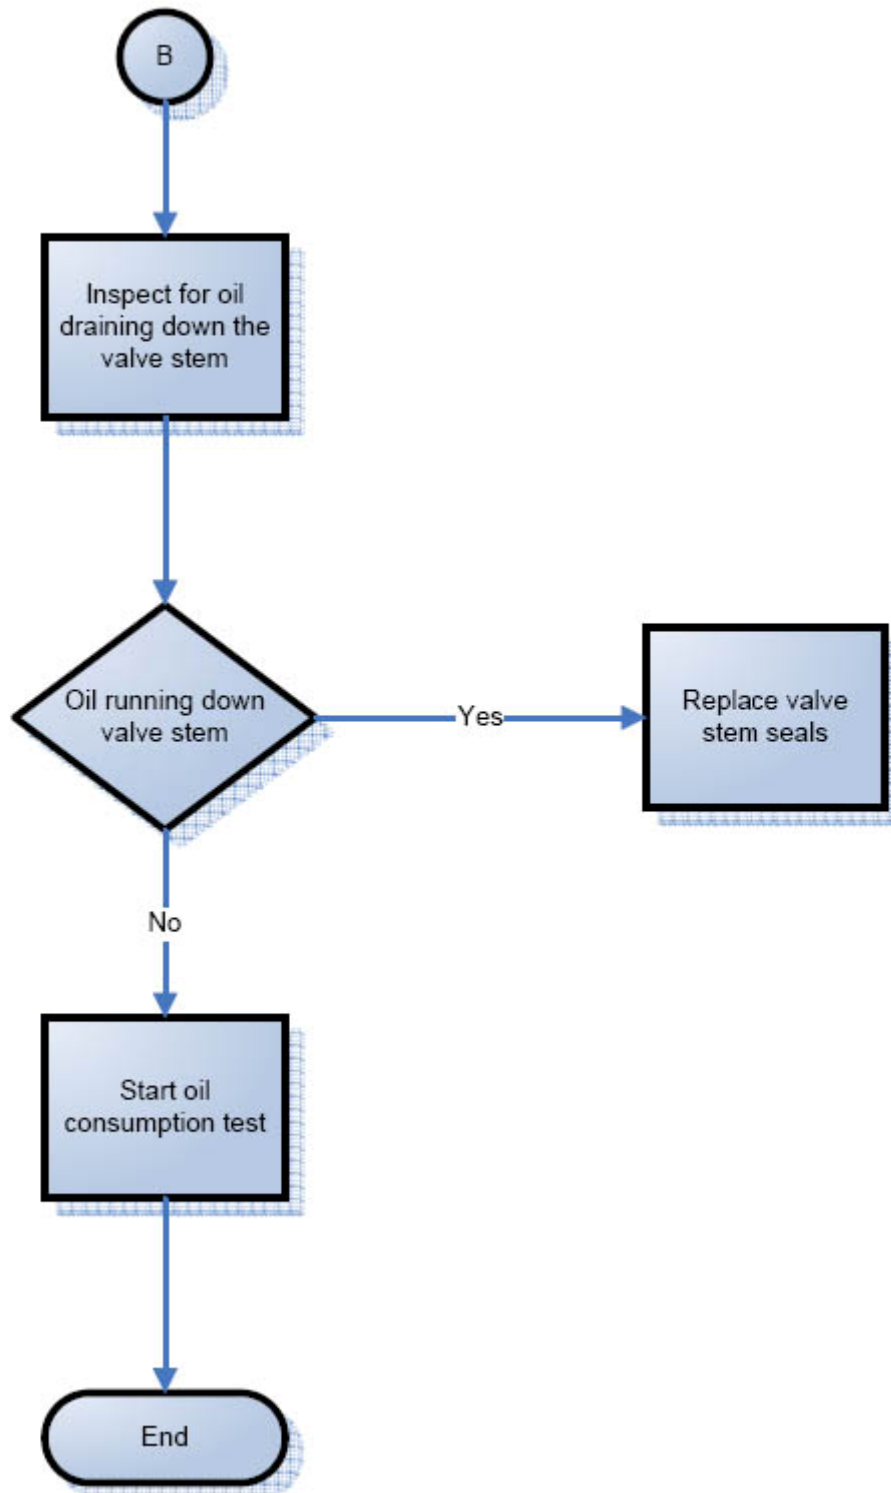 B
Inspect for oil
draining down the
valve stem
Oil running down
valve stem
Yes
Replace valve
stem seals
No
Start oil
consumption test
End